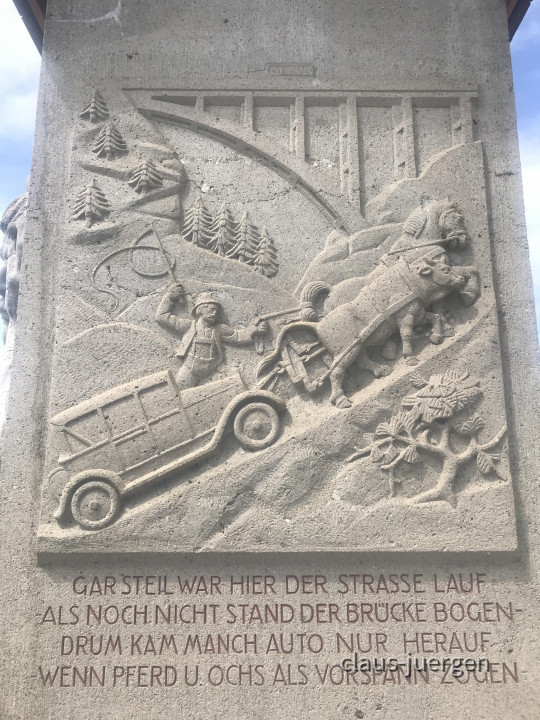 GAR STEIL WAR HIER DER STRASSE LAUF
-ALS NOCH NICHT STAND DER BRÜCKE BOGEN-
DRUM KAM MANCH AUTO NUR HERAUF
-WENN PFERD U. OCHS ALS VORSPANN ZOGEN-
claus-juergen